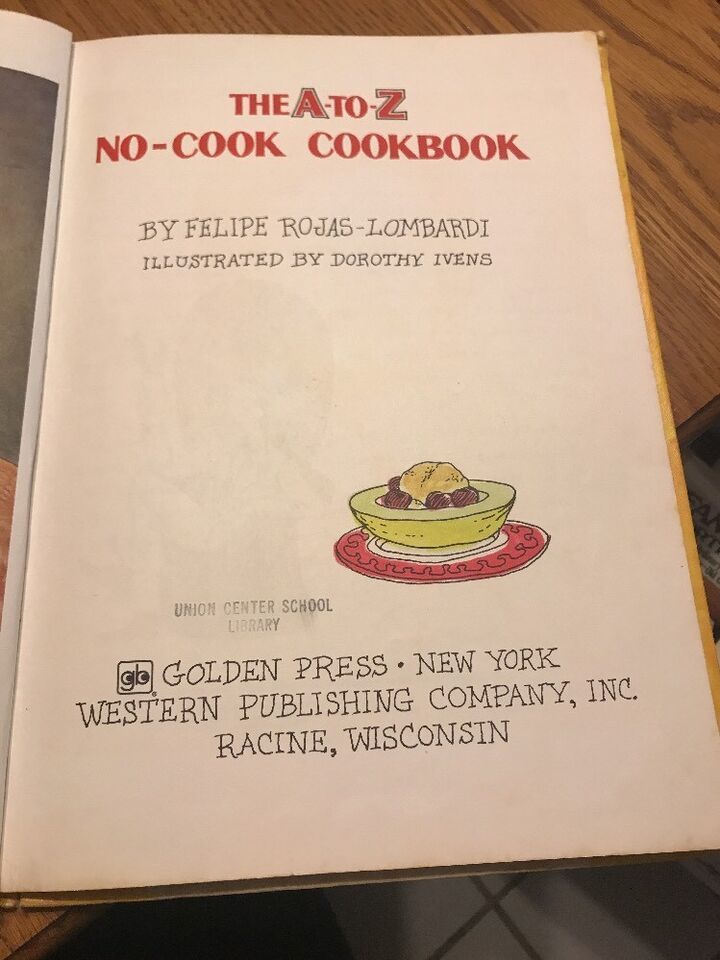 THE A-TO-Z
NO-COOK COOKBOOK
BY FELIPE ROJAS-LOMBARDI
ILLUSTRATED BY DOROTHY IVENS
UNION CENTER SCHOOL
LIBRARY
gb GOLDEN PRESS • NEW YORK
WESTERN PUBLISHING COMPANY, INC.
RACINE, WISCONSIN